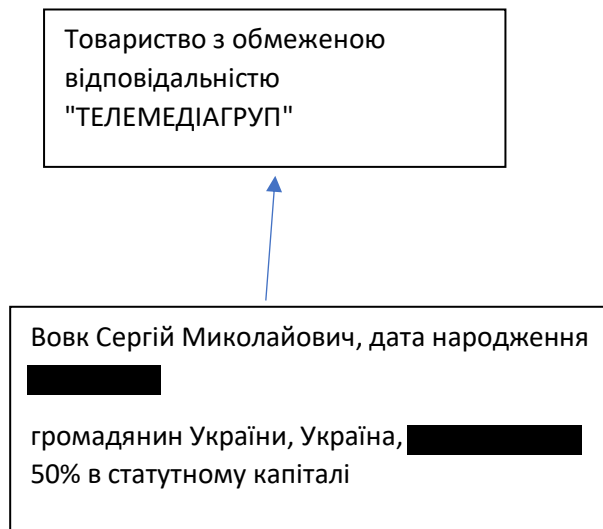 Товариство з обмеженою
відповідальністю
"ТЕЛЕМЕДІАГРУП"
Вовк Сергій Миколайович, дата народження
громадянин України, Україна,
50% в статутному капіталі